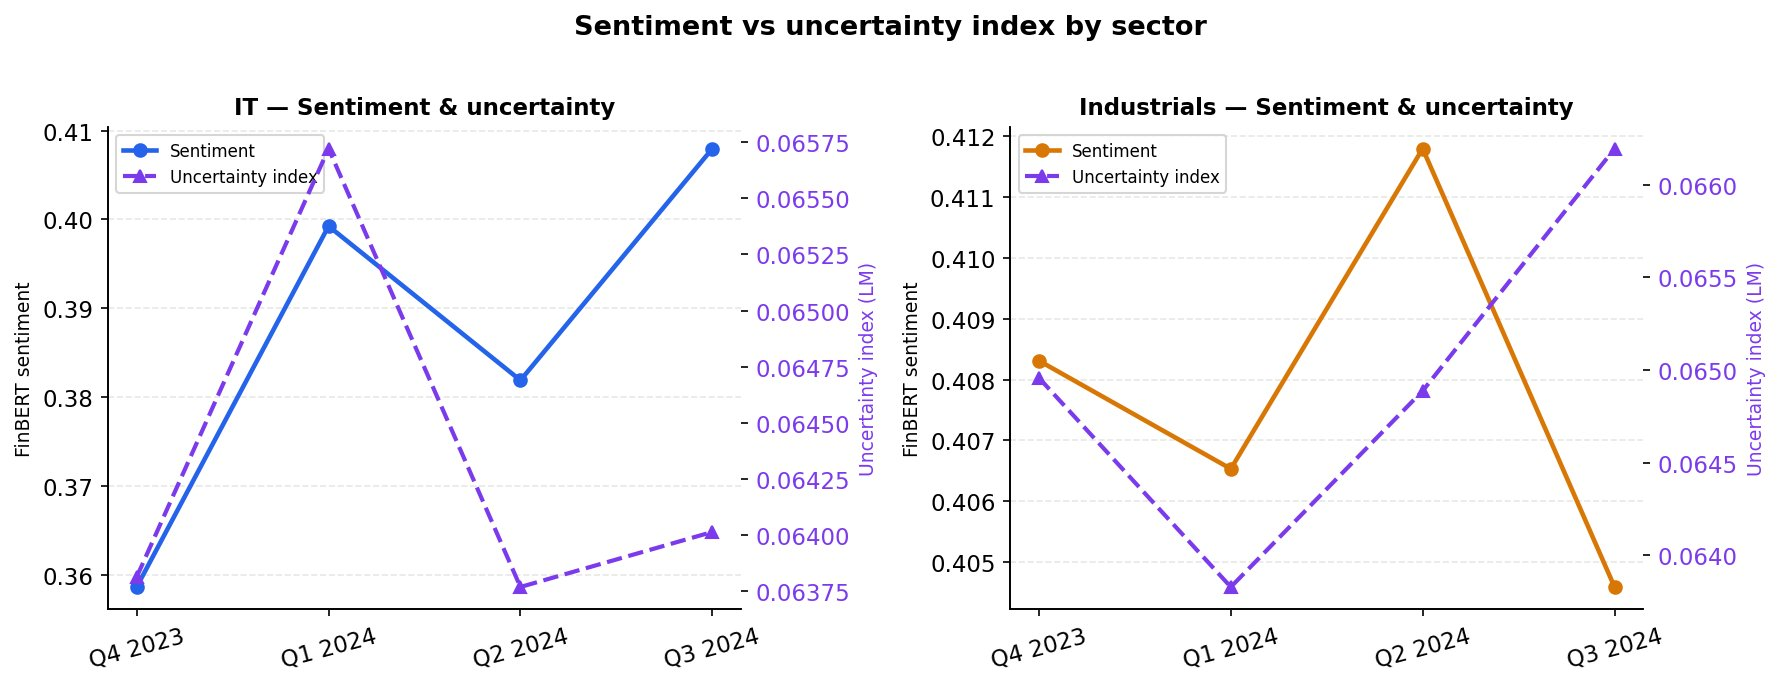 Sentiment vs uncertainty index by sector
IT — Sentiment & uncertainty
Sentiment
Uncertainty index
FinBERT sentiment
0.41
0.40
0.39
0.38
0.37
0.36
0.06575
0.06550
0.06525
0.06500
0.06475
0.06450
0.06425
0.06400
0.06375
Uncertainty index (LM)
Q4 2023
Q1 2024
Q2 2024
Q3 2024
Industrials — Sentiment & uncertainty
Sentiment
Uncertainty index
FinBERT sentiment
0.412
0.411
0.410
0.409
0.408
0.407
0.406
0.405
0.0660
0.0655
0.0650
0.0645
0.0640
Uncertainty index (LM)
Q4 2023
Q1 2024
Q2 2024
Q3 2024